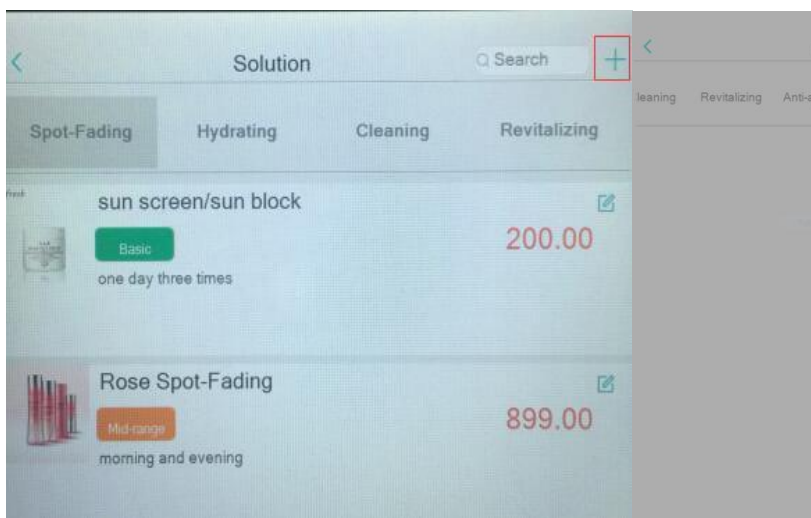 Solution
Search
Spot-Fading Hydrating Cleaning Revitalizing
sun screen/sun block
Basic
200.00
one day three times
Rose Spot-Fading
Mid-range
899.00
morning and evening
leaning Revitalizing Anti-a